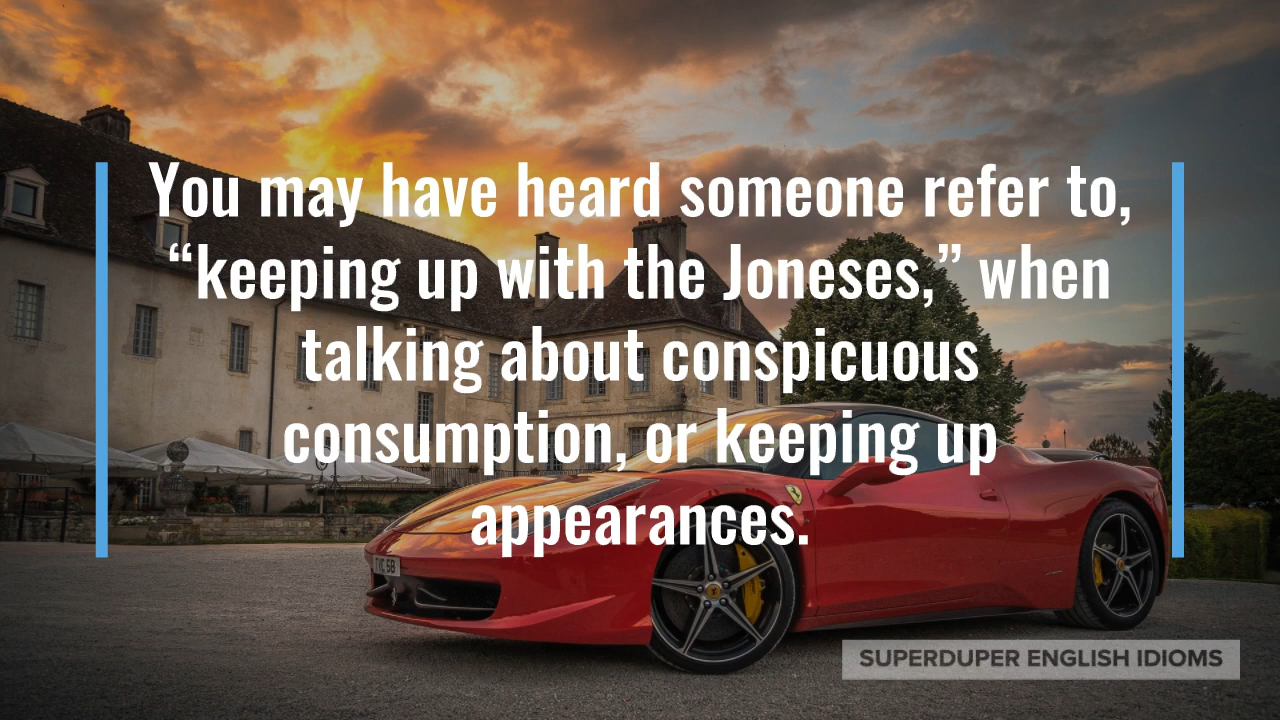 You may have heard someone refer to,
“keeping up with the Joneses,” when
talking about conspicuous
consumption, or keeping up
appearances.
SUPERDUPER ENGLISH IDIOMS